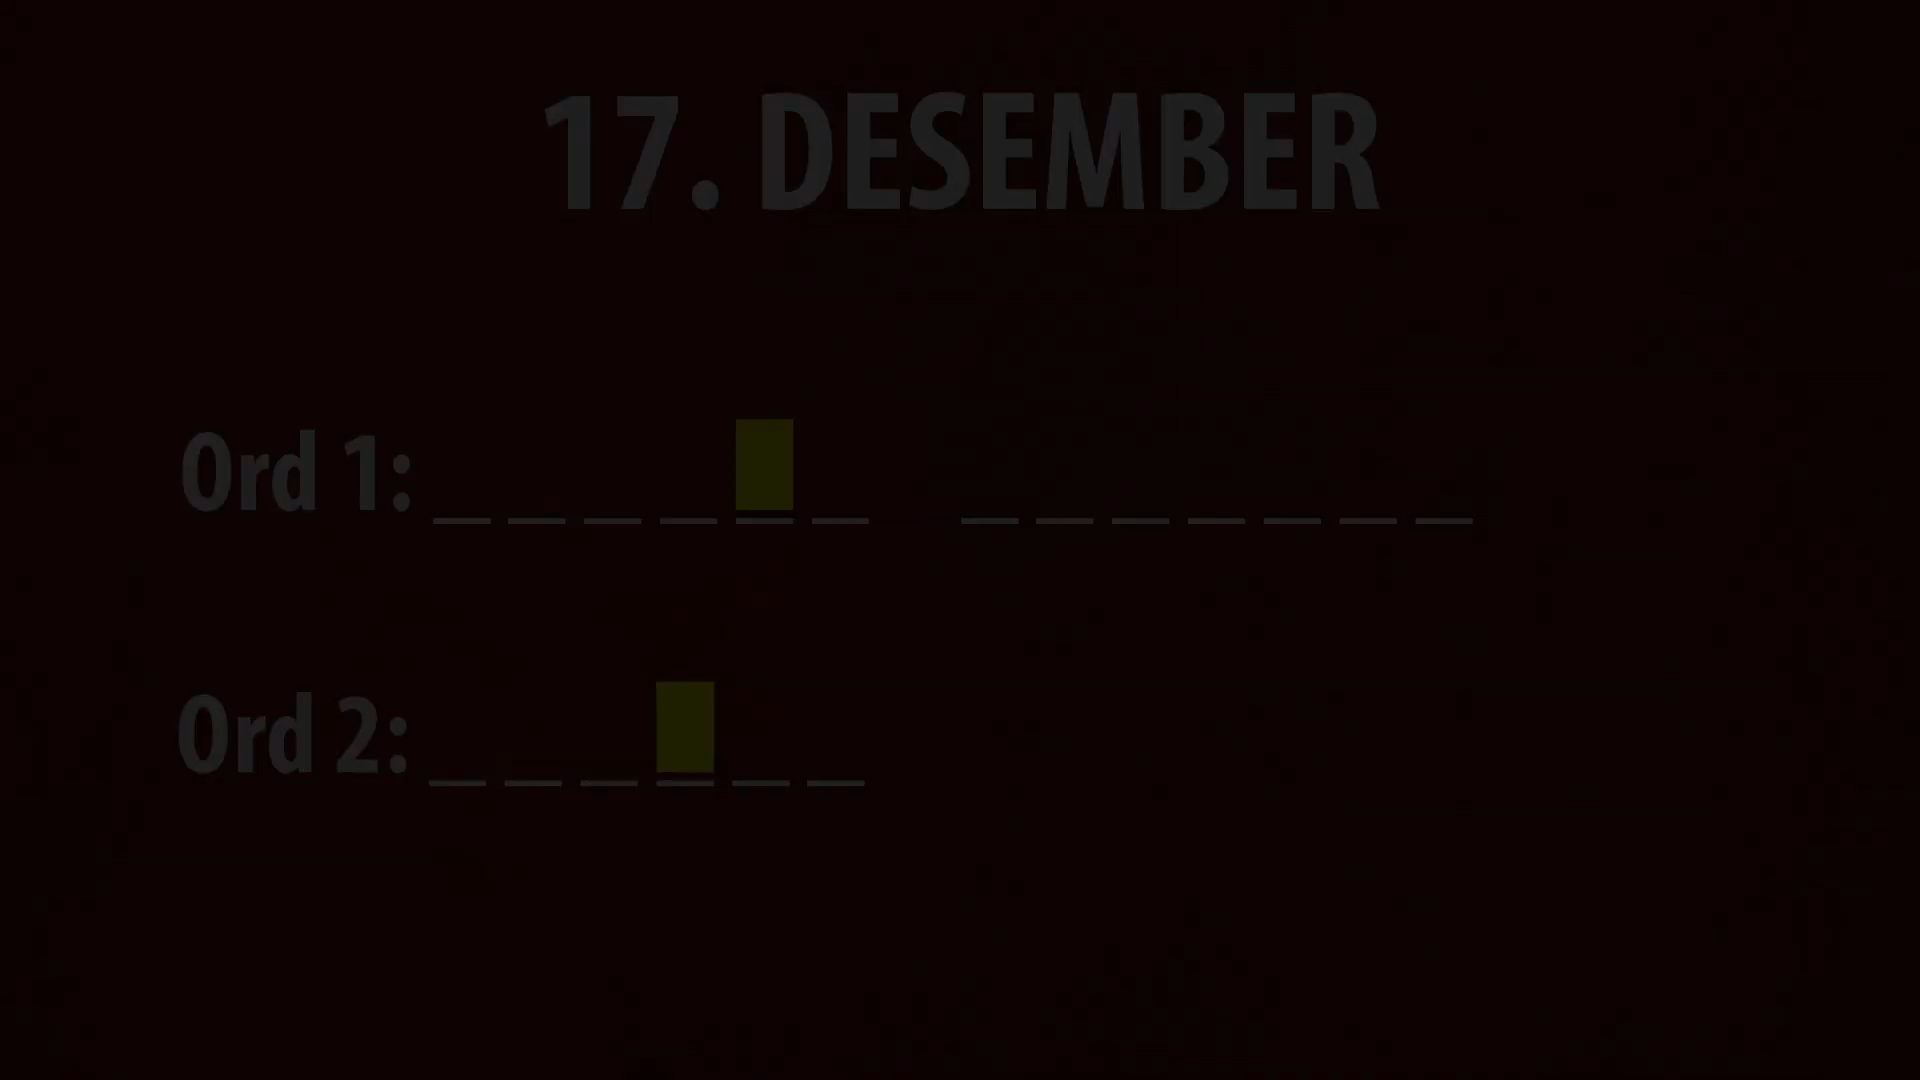 17. DESEMBER
Ord 1: _ _ _ _ _ _  _ _ _ _ _ _ _
Ord 2: _ _ _ _ _ _